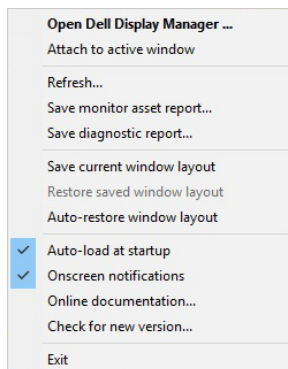 Open Dell Display Manager ...
Attach to active window
Refresh...
Save monitor asset report...
Save diagnostic report...
Save current window layout
Restore saved window layout
Auto-restore window layout
Auto-load at startup
Onscreen notifications
Online documentation...
Check for new version...
Exit